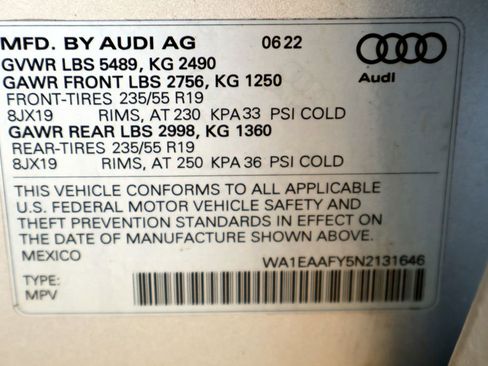 MFD. BY AUDI AG 06 22
GVWR LBS 5489, KG 2490
GAWR FRONT LBS 2756, KG 1250
Audi
FRONT-TIRES 235/55 R19
8JX19 RIMS, AT 230 KPA 33 PSI COLD
GAWR REAR LBS 2998, KG 1360
REAR-TIRES 235/55 R19
8JX19 RIMS, AT 250 KPA 36 PSI COLD
THIS VEHICLE CONFORMS TO ALL APPLICABLE
U.S. FEDERAL MOTOR VEHICLE SAFETY AND
THEFT PREVENTION STANDARDS IN EFFECT ON
THE DATE OF MANUFACTURE SHOWN ABOVE.
MEXICO WA1EAAFY5N2131646
TYPE:
MPV